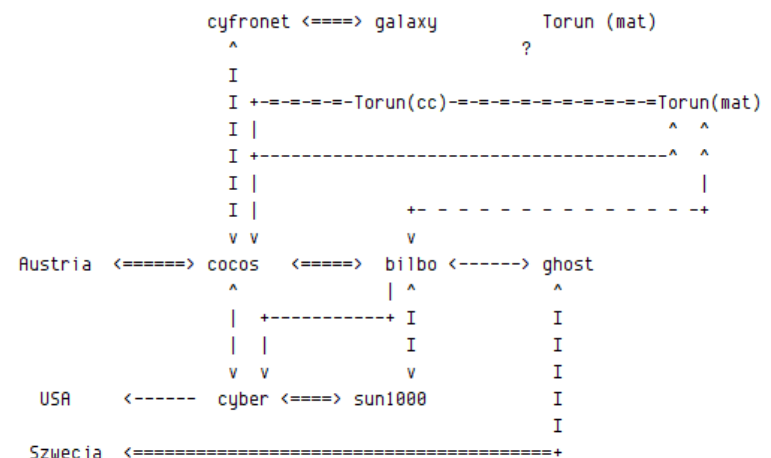 cyfronet <====> galaxy        Torun (mat)
^                      ?
I
I +-=-=-=-=-Torun(cc)-=-=-=-=-=-=-=-=Torun(mat)
I |                               ^  ^
I +-------------------------------^  ^
I |                                  |
I |           +- - - - - - - - - - - -+
v v           v
Austria  <======> cocos   <=====>  bilbo <------> ghost
^           | ^          ^
|  +-----------+ I          I
|  |           I          I
v  v           v          I
USA    <------  cyber <====> sun1000          I
I
Szwecja  <========================================+